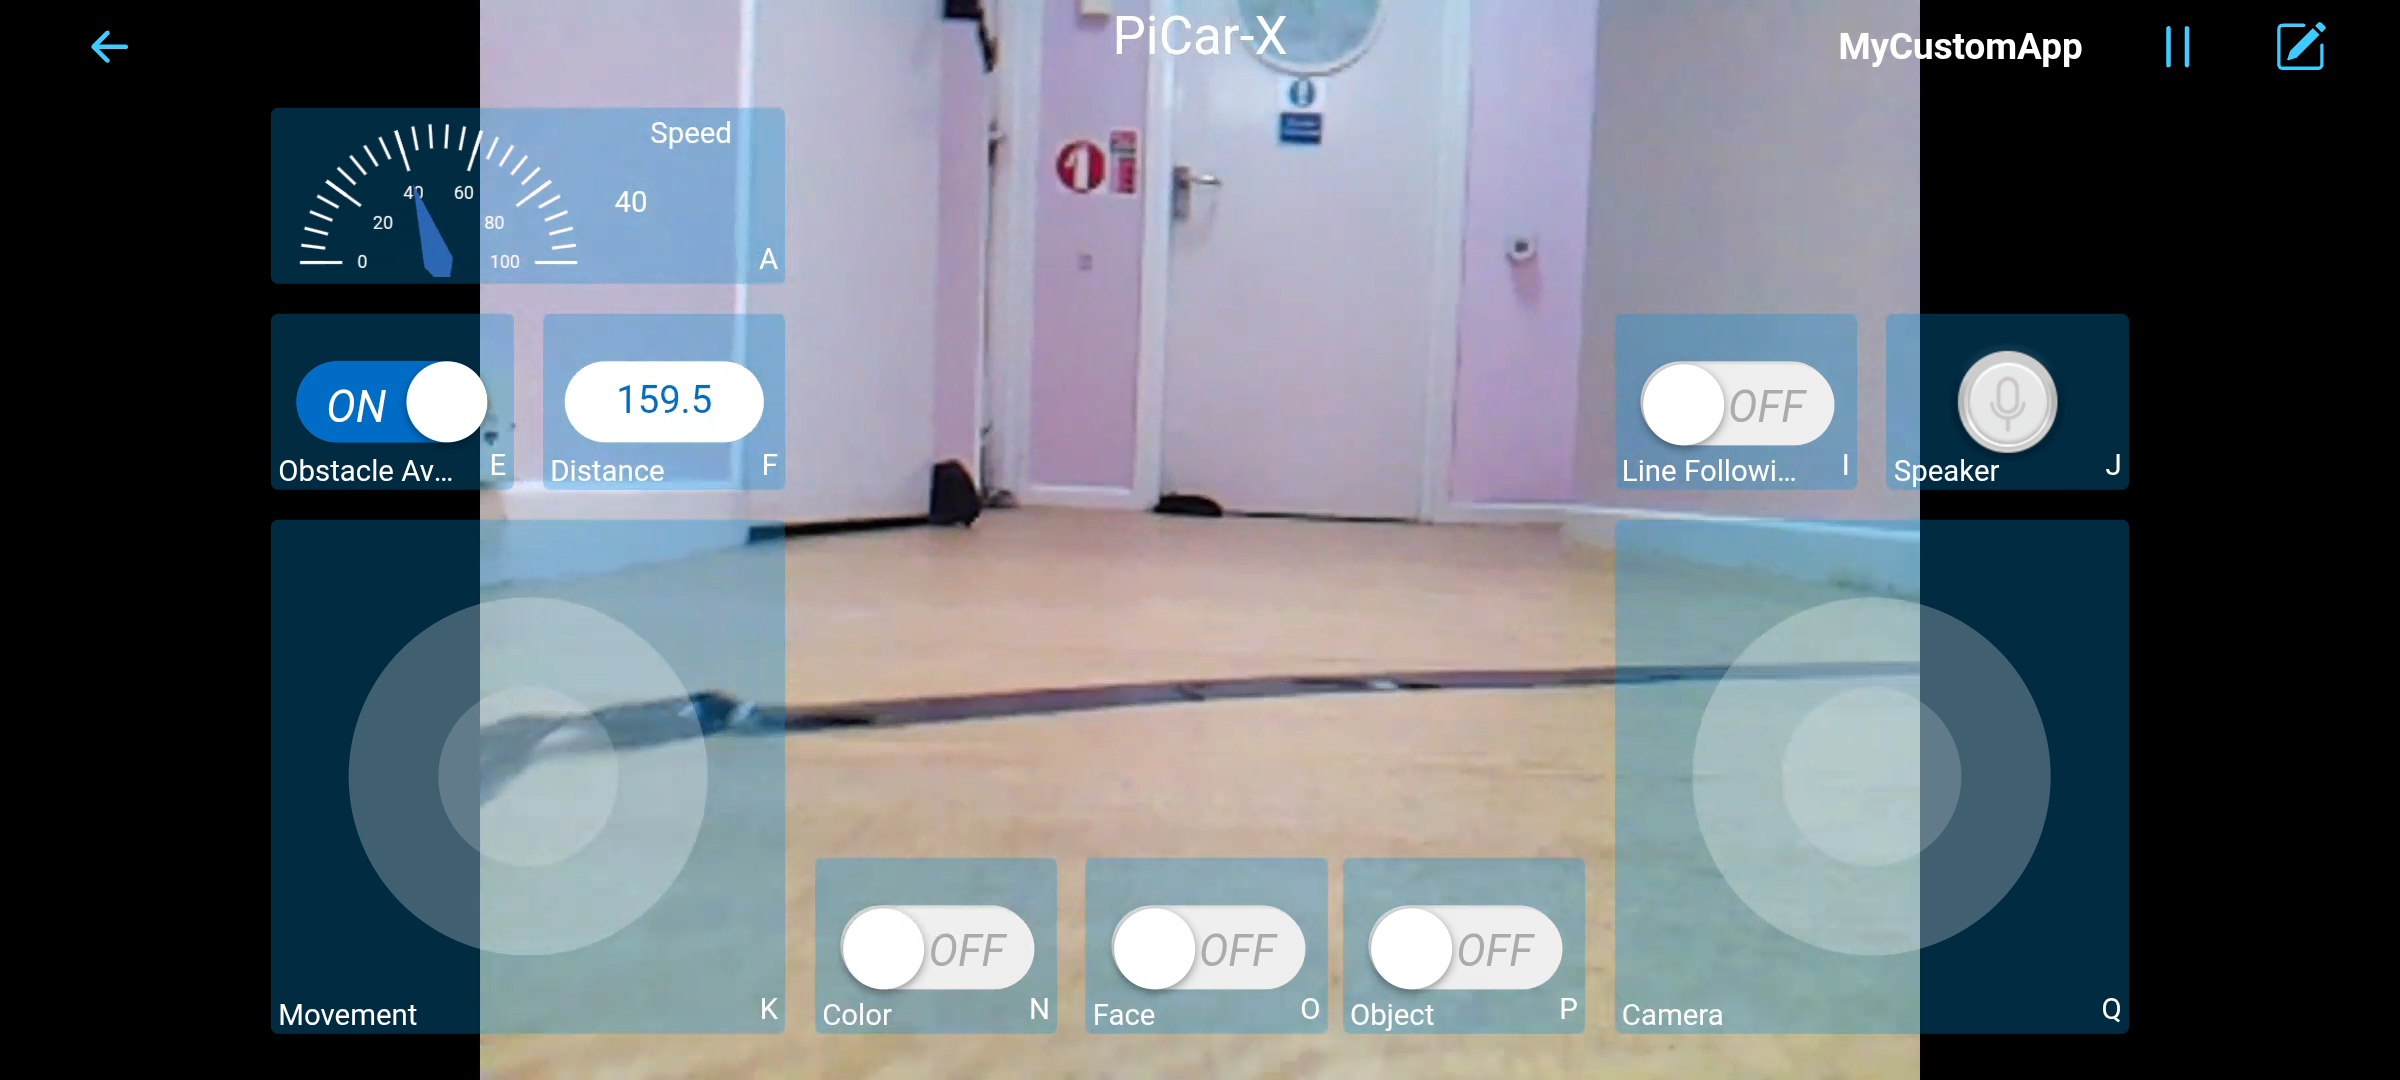 PiCar-X
MyCustomApp
Speed
40
0
20
40
60
80
100
A
ON
Obstacle Av...
E
159.5
Distance
F
OFF
Line Followi...
I
Speaker
J
Movement
K
OFF
Color
N
OFF
Face
O
OFF
Object
P
Camera
Q